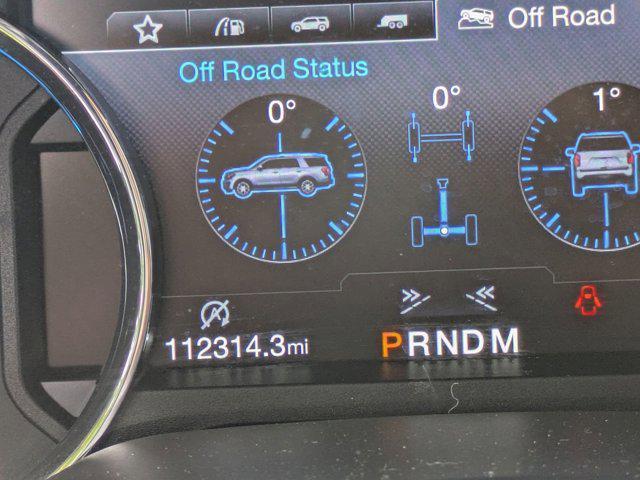 Off Road
Off Road Status
0°
0°
1°
112314.3mi
PRNDM